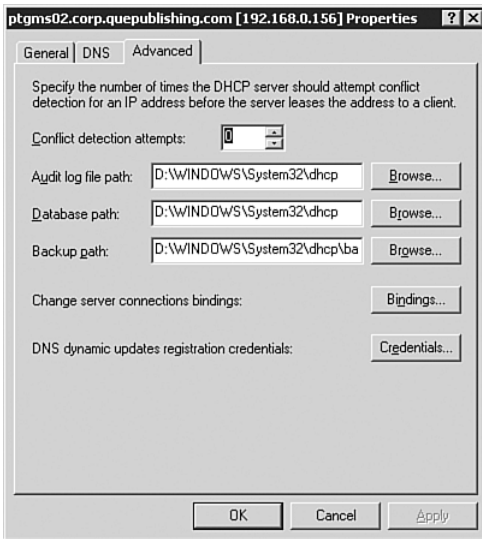 ptgms02.corp.quepublishing.com [192.168.0.156] Properties ? X
General DNS Advanced
Specify the number of times the DHCP server should attempt conflict
detection for an IP address before the server leases the address to a client.
Conflict detection attempts: 0
Audit log file path: D:\WINDOWS\System32\dhcp Browse...
Database path: D:\WINDOWS\System32\dhcp Browse...
Backup path: D:\WINDOWS\System32\dhcp\ba Browse...
Change server connections bindings: Bindings...
DNS dynamic updates registration credentials: Credentials...
OK Cancel Apply